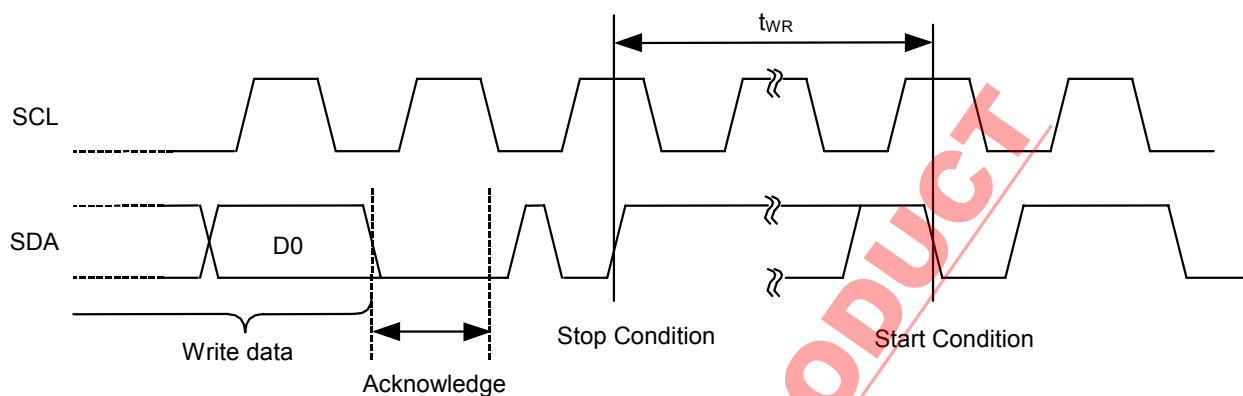 tWR
SCL
SDA
D0
Write data
Acknowledge
Stop Condition
Start Condition
ODUCT